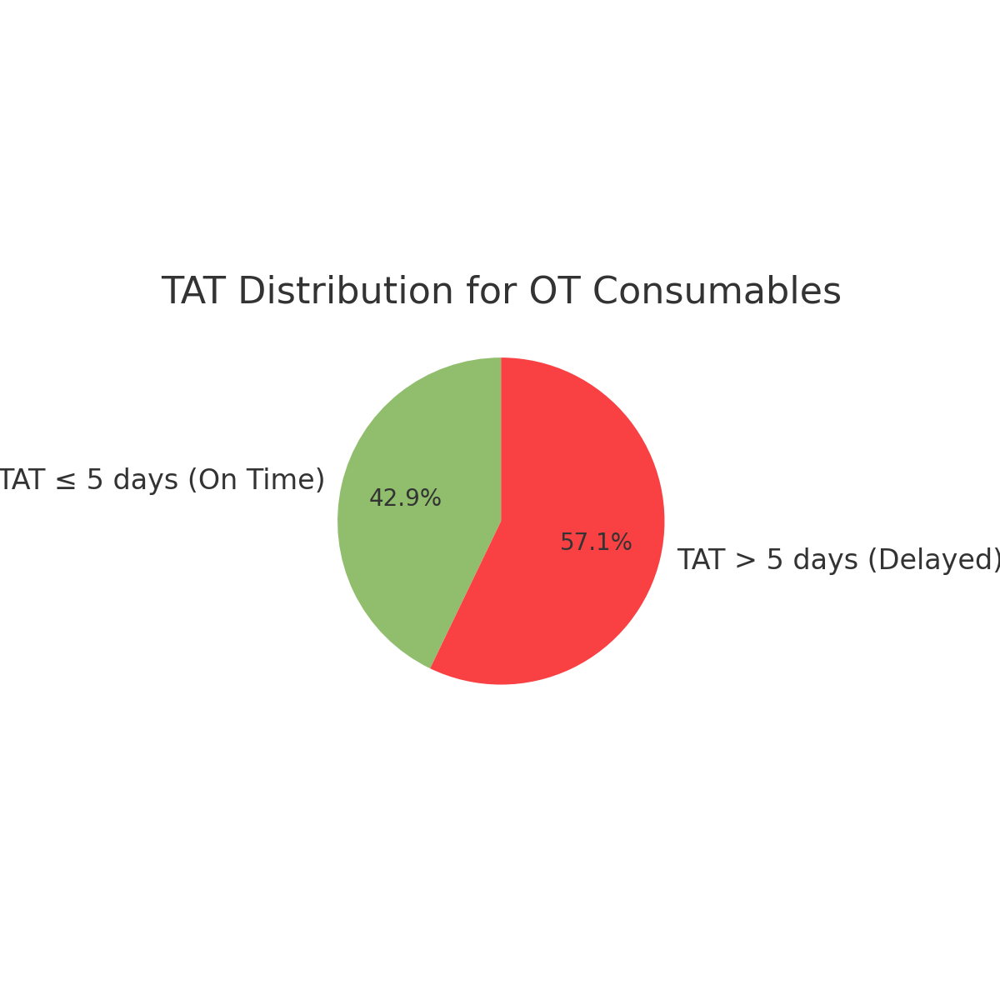 TAT Distribution for OT Consumables
TAT ≤ 5 days (On Time)
42.9%
57.1%
TAT > 5 days (Delayed)